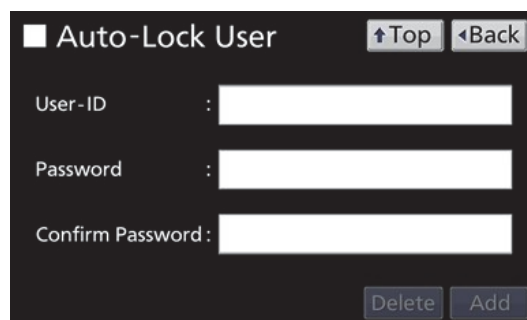 ■ Auto-Lock User ↑Top ◂Back
User-ID :
Password :
Confirm Password :
Delete Add